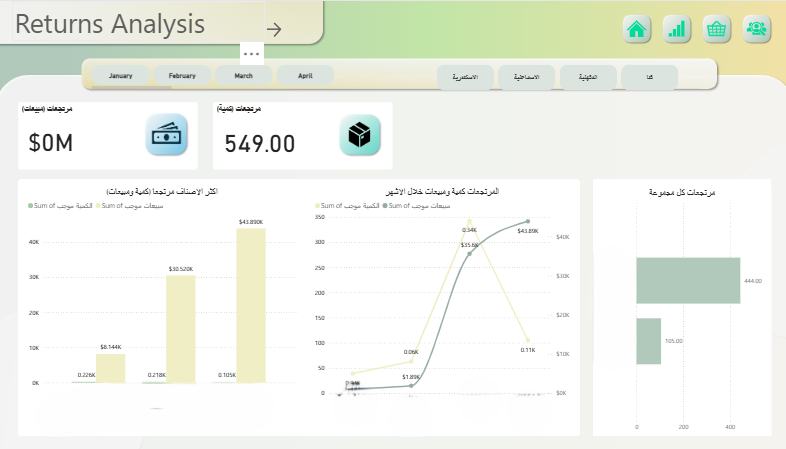 Returns Analysis
January February March April
الاسكندرية الاسماعيلية المنهلية قنا
مرتجعات (مبيعات)
$0M
مرتجعات (كمية)
549.00
اكثر الاصناف مرتجعا (كمية ومبيعات)
Sum of الكمية موجب Sum of مبيعات موجب
40K
30K
20K
10K
0K
$43.890K
$30.520K
$8.144K
0.226K
0.218K
0.105K
المرتجعات كمية ومبيعات خلال الاشهر
Sum of الكمية موجب Sum of مبيعات موجب
350
300
250
200
150
100
50
0
0.34K
$35.6K
$43.89K
0.06K
$1.89K
0.11K
$40K
$30K
$20K
$10K
$0K
مرتجعات كل مجموعة
444.00
105.00
0 200 400